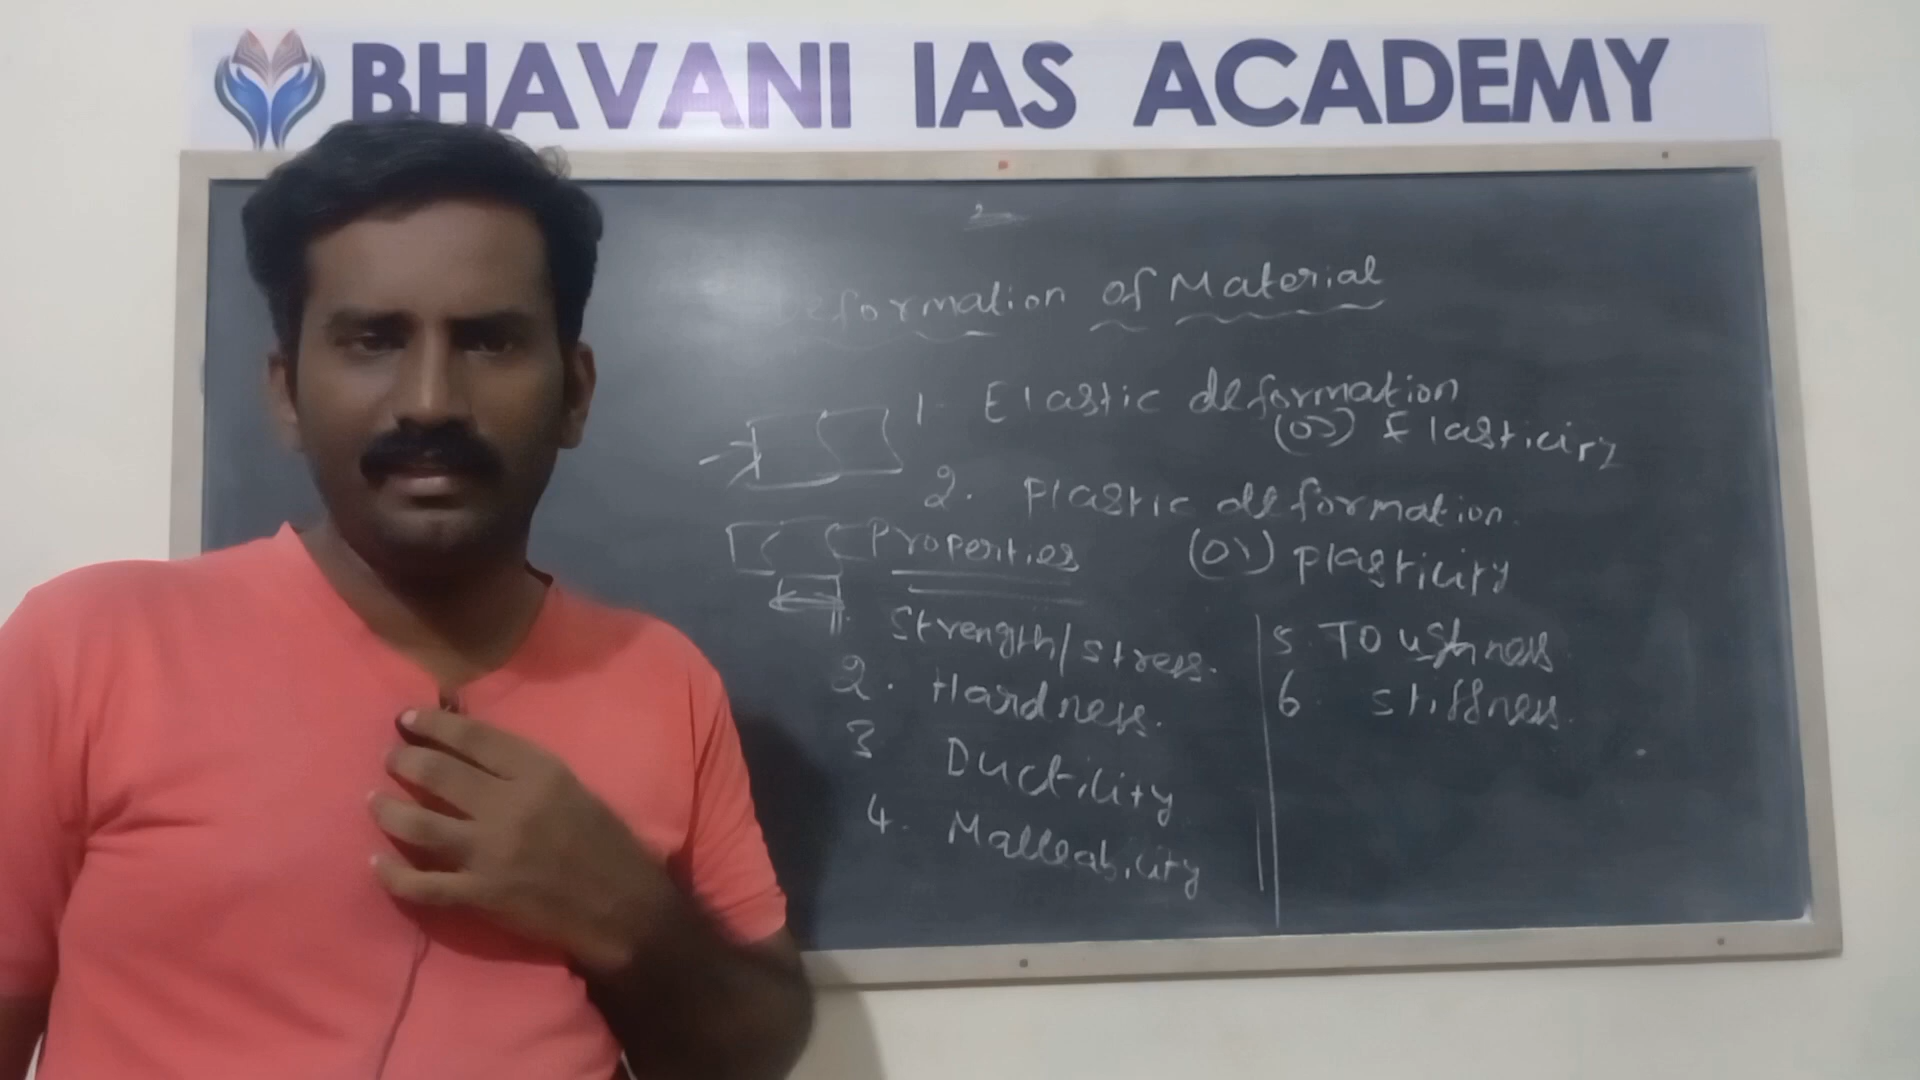 BHAVANI IAS ACADEMY
Deformation of Material
1- Elastic deformation
(or) Elasticity
2. Plastic deformation.
(or) Plasticity
Properties
1. Strength/stress.
2. Hardness.
3 Ductility
4. Malleability
5 Toughness
6. stiffness.